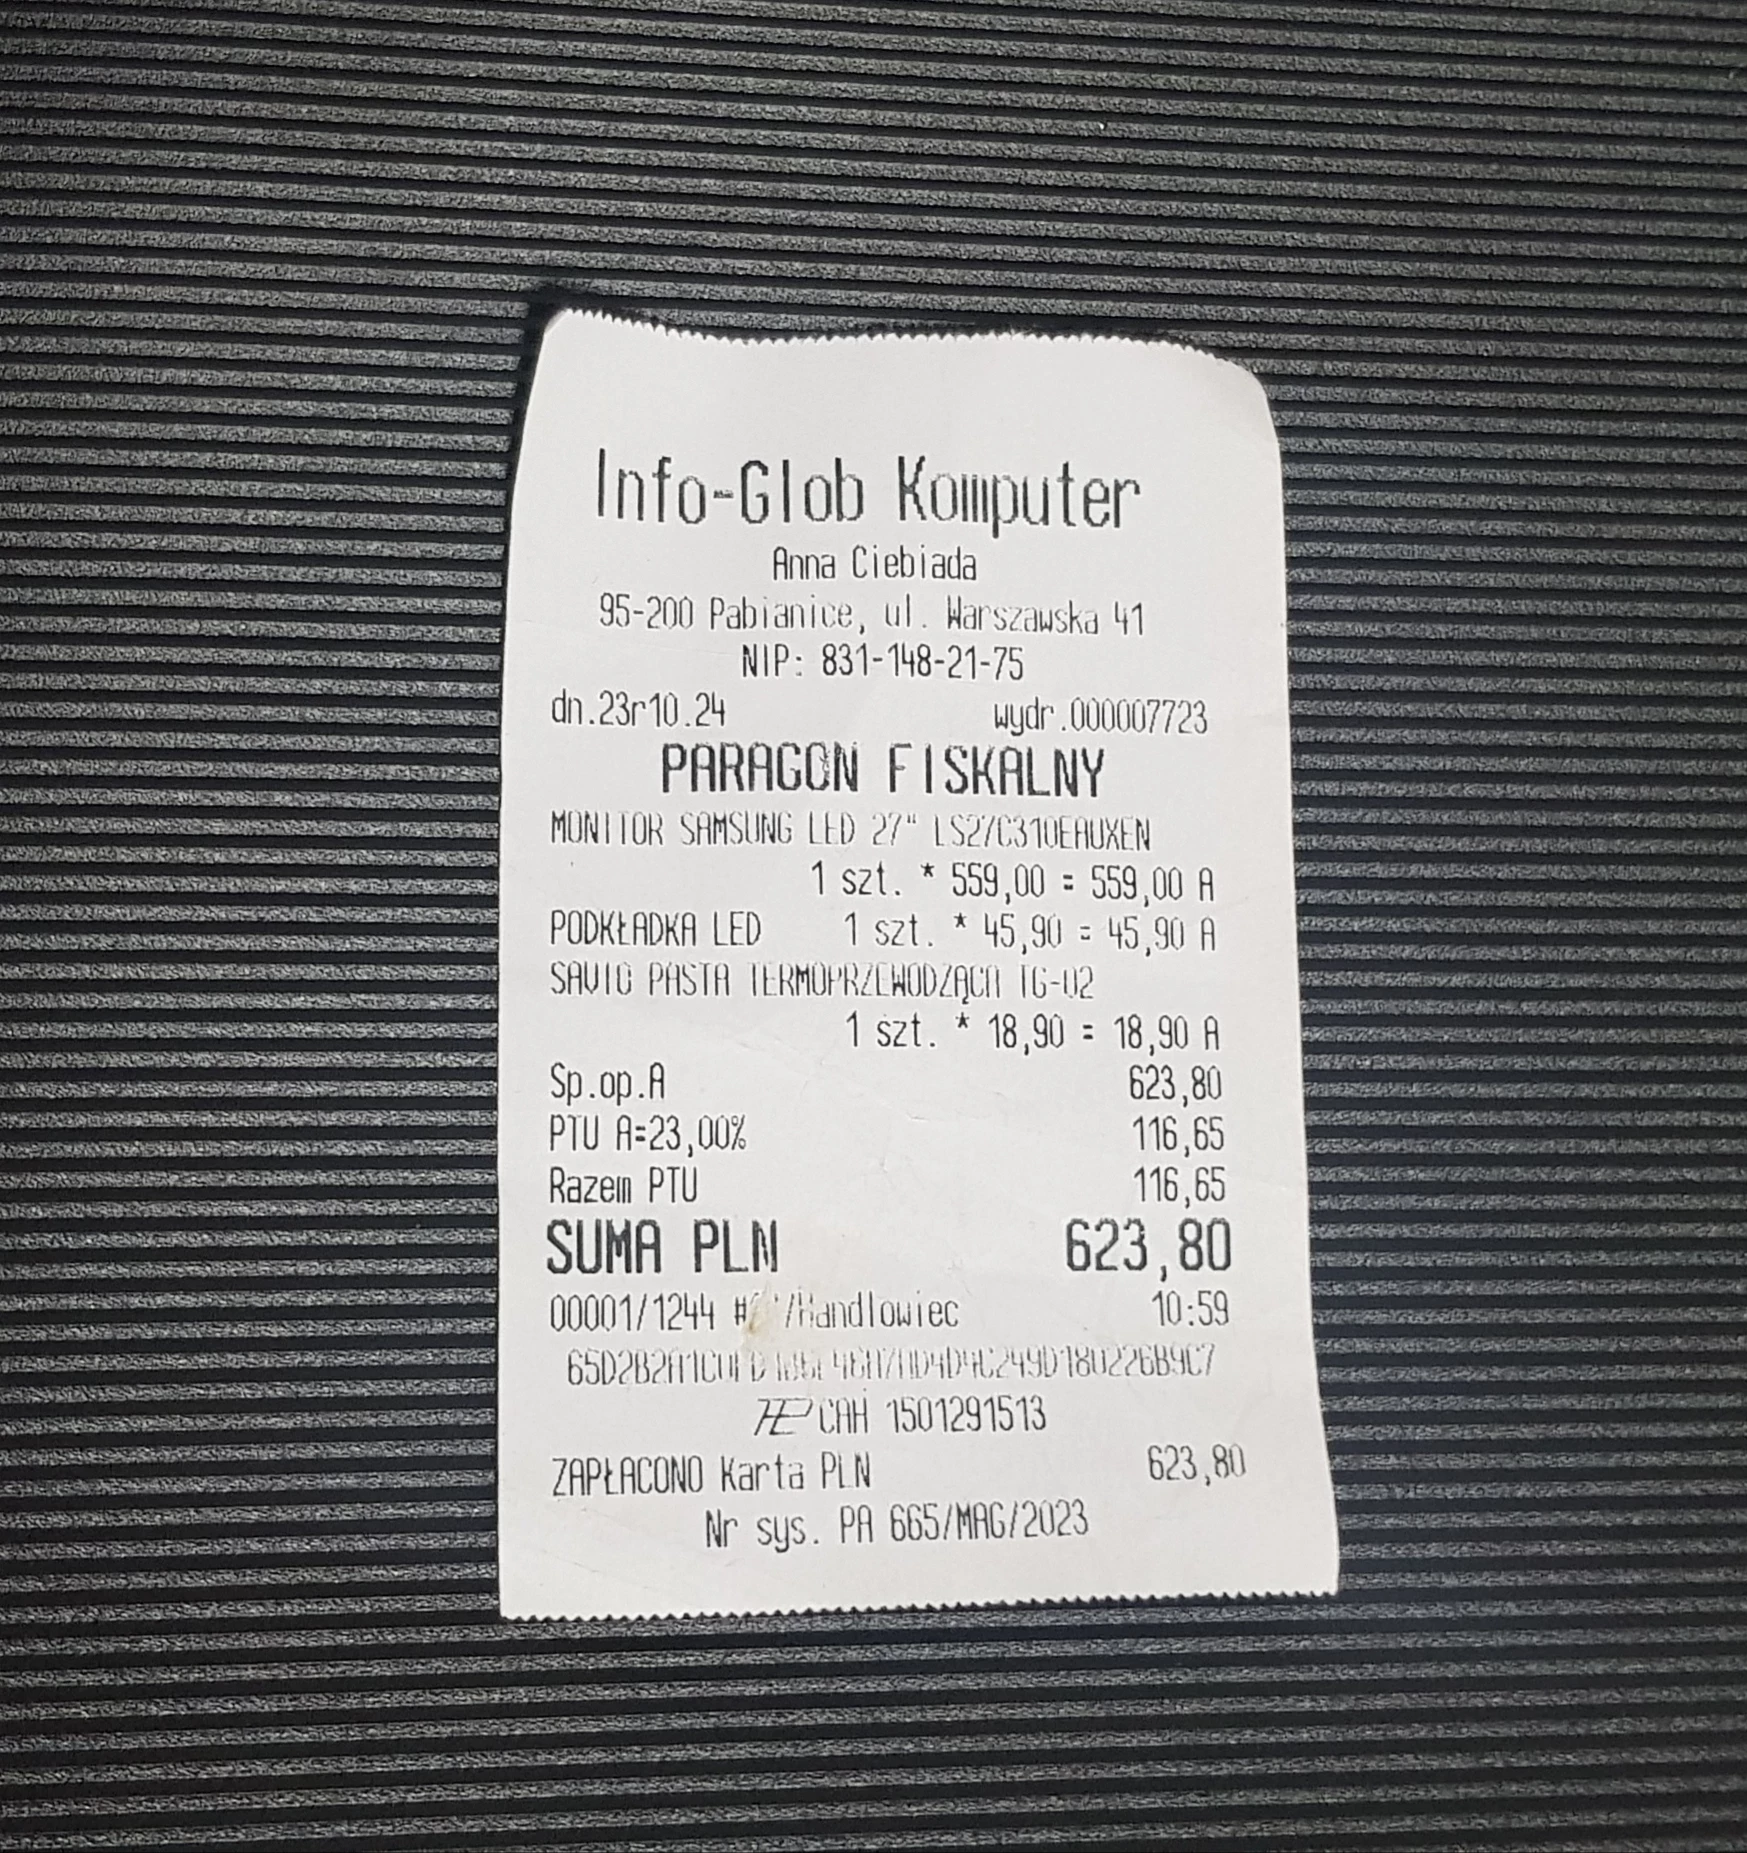 Info-Glob Komputer
Anna Ciebiada
95-200 Pabianice, ul. Warszawska 41
NIP: 831-148-21-75
dn.23r10.24 wydr.000007723
PARAGON FISKALNY
MONITOR SAMSUNG LED 27" LS27C310EAUXEN
1 szt. * 559,00 = 559,00 A
PODKŁADKA LED 1 szt. * 45,90 = 45,90 A
SAVIO PASTA TERMOPRZEWODZĄCA TG-02
1 szt. * 18,90 = 18,90 A
Sp.op.A 623,80
PTU A=23,00% 116,65
Razem PTU 116,65
SUMA PLN 623,80
00001/1244 /Handlowiec 10:59
CAH 1501291513
ZAPŁACONO Karta PLN 623,80
Nr sys. PA 665/MAG/2023